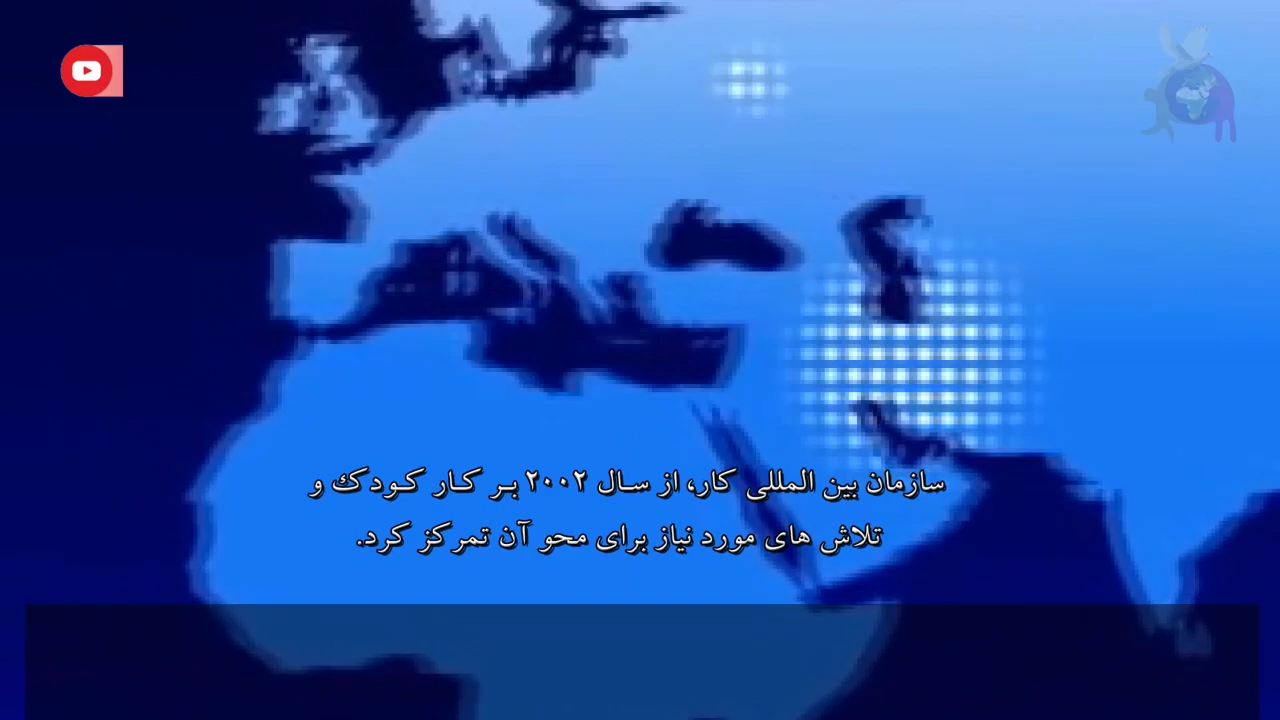 سازمان بین المللی کار، از سال ۲۰۰۲ بر کار کودک و
تلاش های مورد نیاز برای محو آن تمرکز کرد.